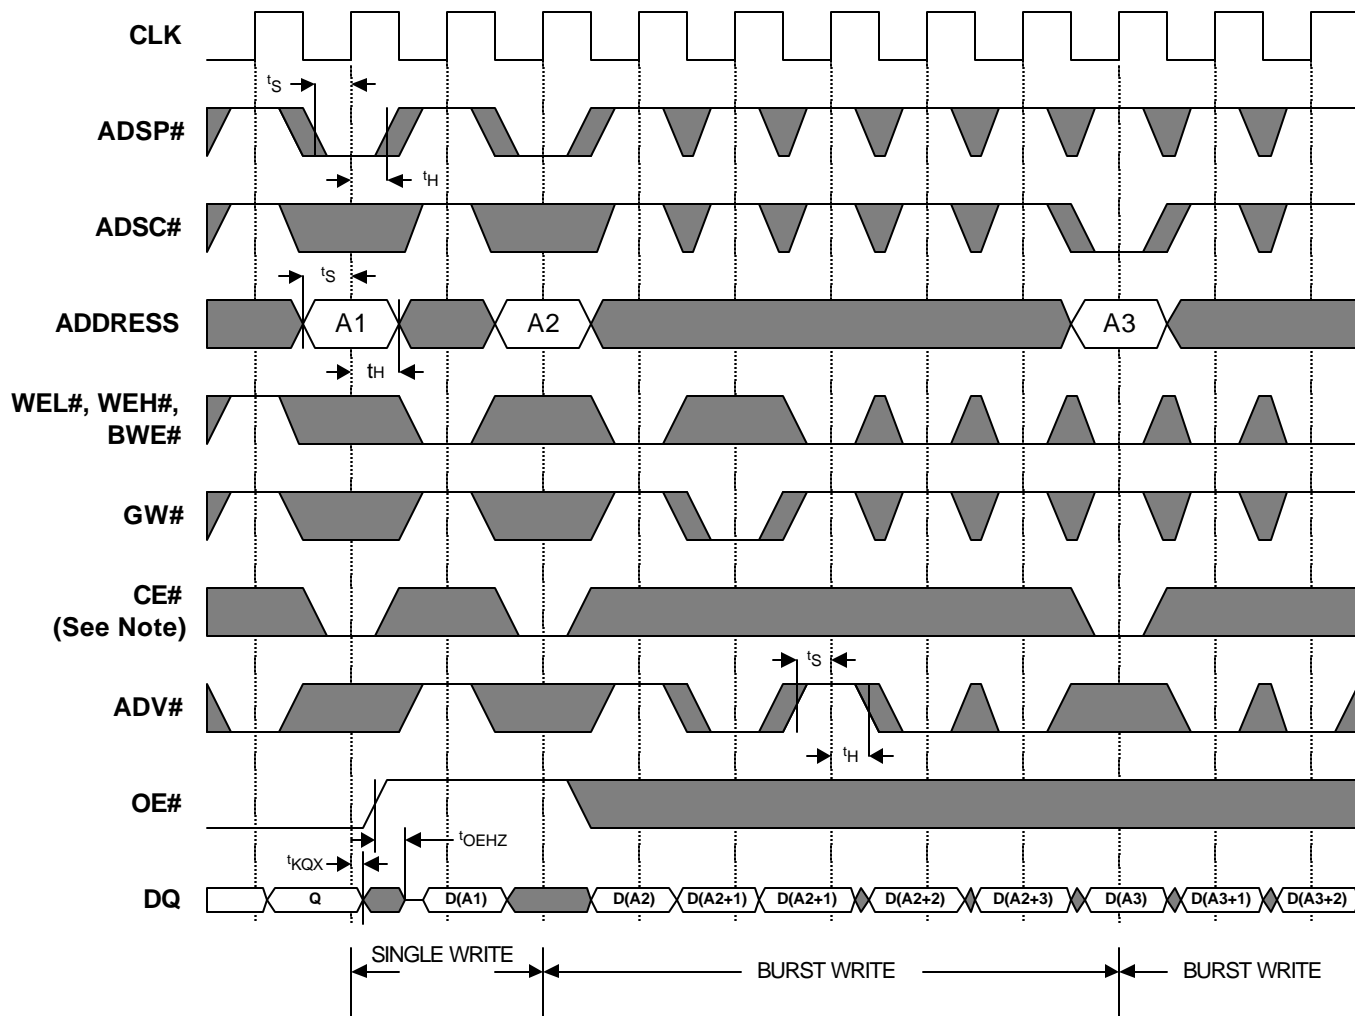 CLK
tS
ADSP#
tH
ADSC#
tS
ADDRESS
A1
A2
A3
tH
WEL#, WEH#,
BWE#
GW#
CE#
(See Note)
tS
ADV#
tH
OE#
tOEHZ
tKQX
DQ
Q
D(A1)
D(A2)
D(A2+1)
D(A2+1)
D(A2+2)
D(A2+3)
D(A3)
D(A3+1)
D(A3+2)
SINGLE WRITE
BURST WRITE
BURST WRITE